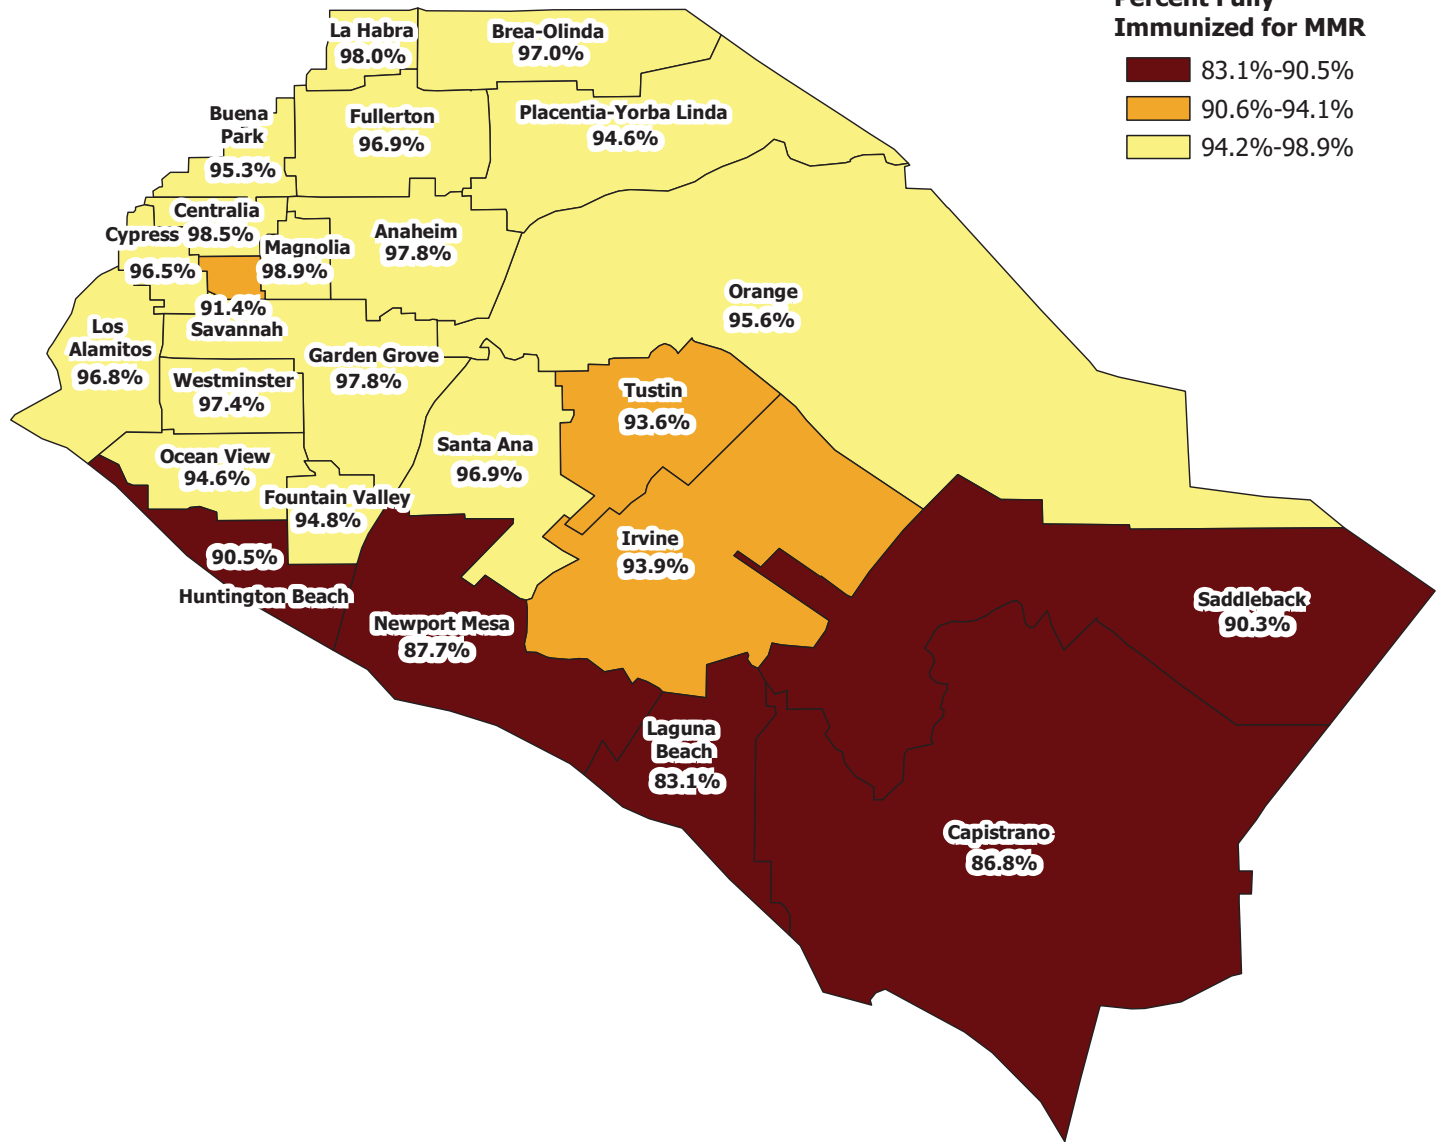 Percent Fully
Immunized for MMR
83.1%-90.5%
90.6%-94.1%
94.2%-98.9%
La Habra
98.0%
Brea-Olinda
97.0%
Buena
Park
95.3%
Fullerton
96.9%
Placentia-Yorba Linda
94.6%
Centralia
98.5%
Cypress
96.5%
Magnolia
98.9%
Anaheim
97.8%
91.4%
Savannah
Orange
95.6%
Los
Alamitos
96.8%
Garden Grove
97.8%
Westminster
97.4%
Tustin
93.6%
Santa Ana
96.9%
Ocean View
94.6%
Fountain Valley
94.8%
Irvine
93.9%
90.5%
Huntington Beach
Newport Mesa
87.7%
Saddleback
90.3%
Laguna
Beach
83.1%
Capistrano
86.8%